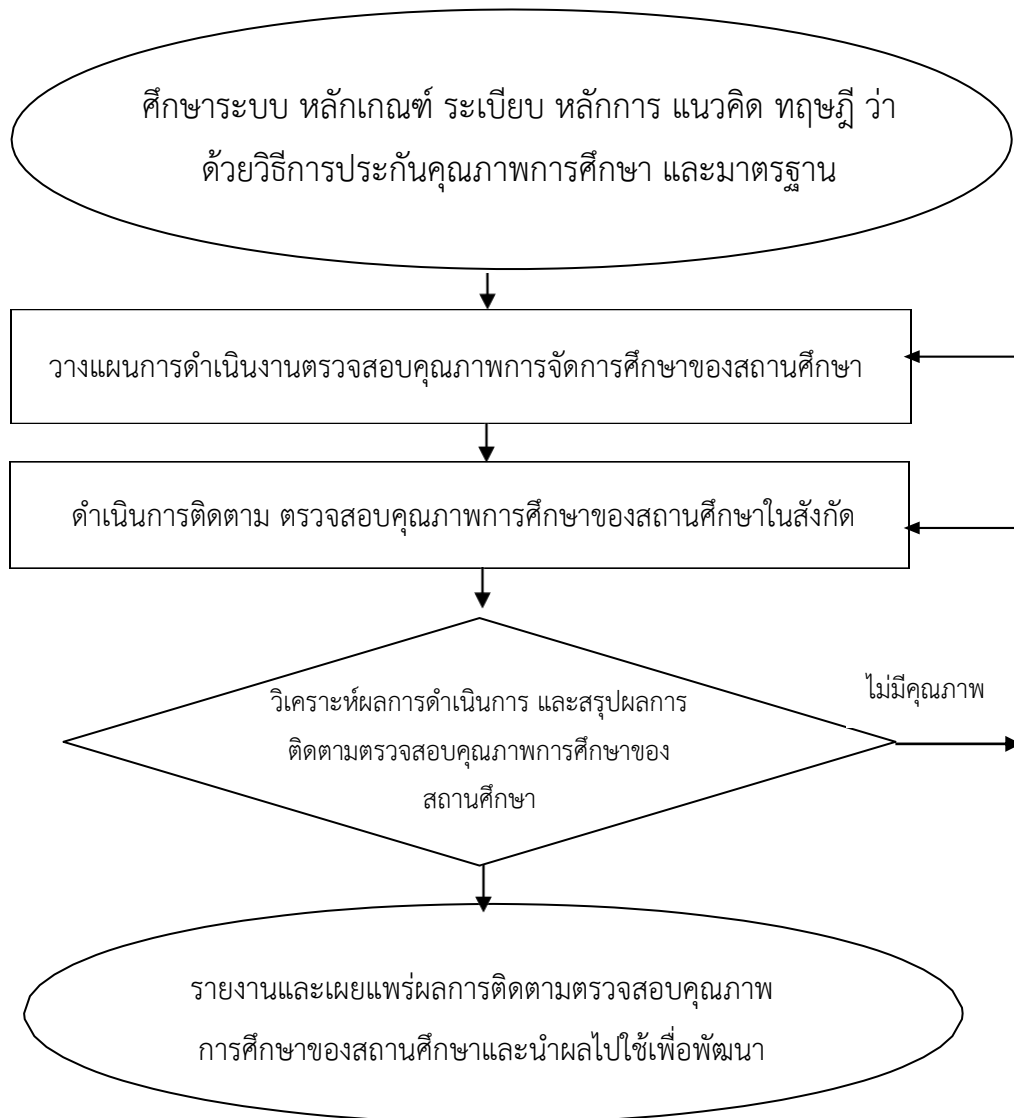 ศึกษาระบบ หลักเกณฑ์ ระเบียบ หลักการ แนวคิด ทฤษฎี ว่า
ด้วยวิธีการประกันคุณภาพการศึกษา และมาตรฐาน
วางแผนการดำเนินงานตรวจสอบคุณภาพการจัดการศึกษาของสถานศึกษา
ดำเนินการติดตาม ตรวจสอบคุณภาพการศึกษาของสถานศึกษาในสังกัด
วิเคราะห์ผลการดำเนินการ และสรุปผลการ
ติดตามตรวจสอบคุณภาพการศึกษาของ
สถานศึกษา
ไม่มีคุณภาพ
รายงานและเผยแพร่ผลการติดตามตรวจสอบคุณภาพ
การศึกษาของสถานศึกษาและนำผลไปใช้เพื่อพัฒนา